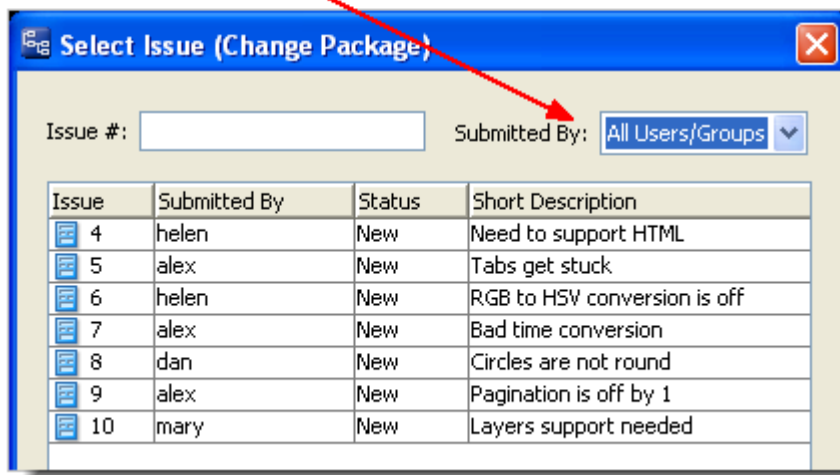 Select Issue (Change Package)
Issue #: Submitted By: All Users/Groups
Issue Submitted By Status Short Description
4 helen New Need to support HTML
5 alex New Tabs get stuck
6 helen New RGB to HSV conversion is off
7 alex New Bad time conversion
8 dan New Circles are not round
9 alex New Pagination is off by 1
10 mary New Layers support needed